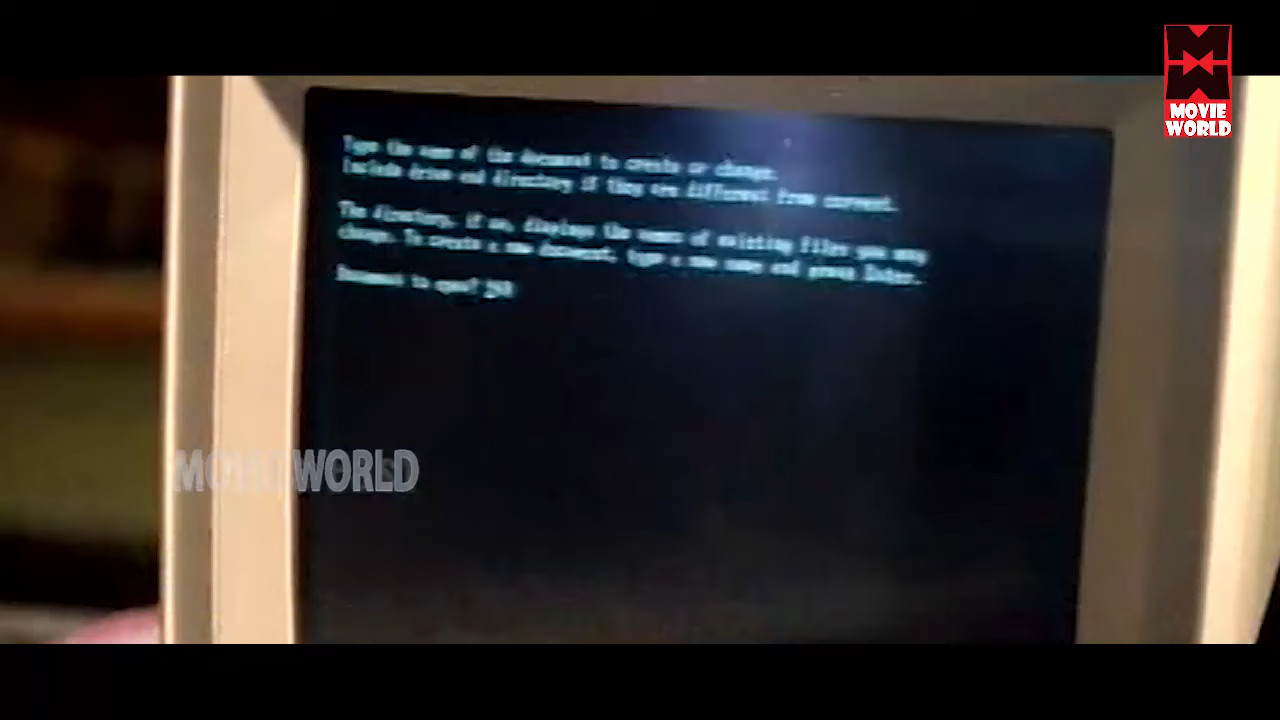 MOVIE
WORLD
Type the name of the document to create or change.
Include drive and directory if they are different from current.
The directory, if on, displays the names of existing files you may
change. To create a new document, type a new name and press Enter.
Document to open?
MOVIE WORLD